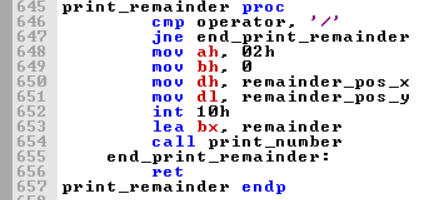 645 print_remainder proc
646 cmp operator, '/'
647 jne end_print_remainder
648 mov ah, 02h
649 mov bh, 0
650 mov dh, remainder_pos_x
651 mov dl, remainder_pos_y
652 int 10h
653 lea bx, remainder
654 call print_number
655 end_print_remainder:
656 ret
657 print_remainder endp